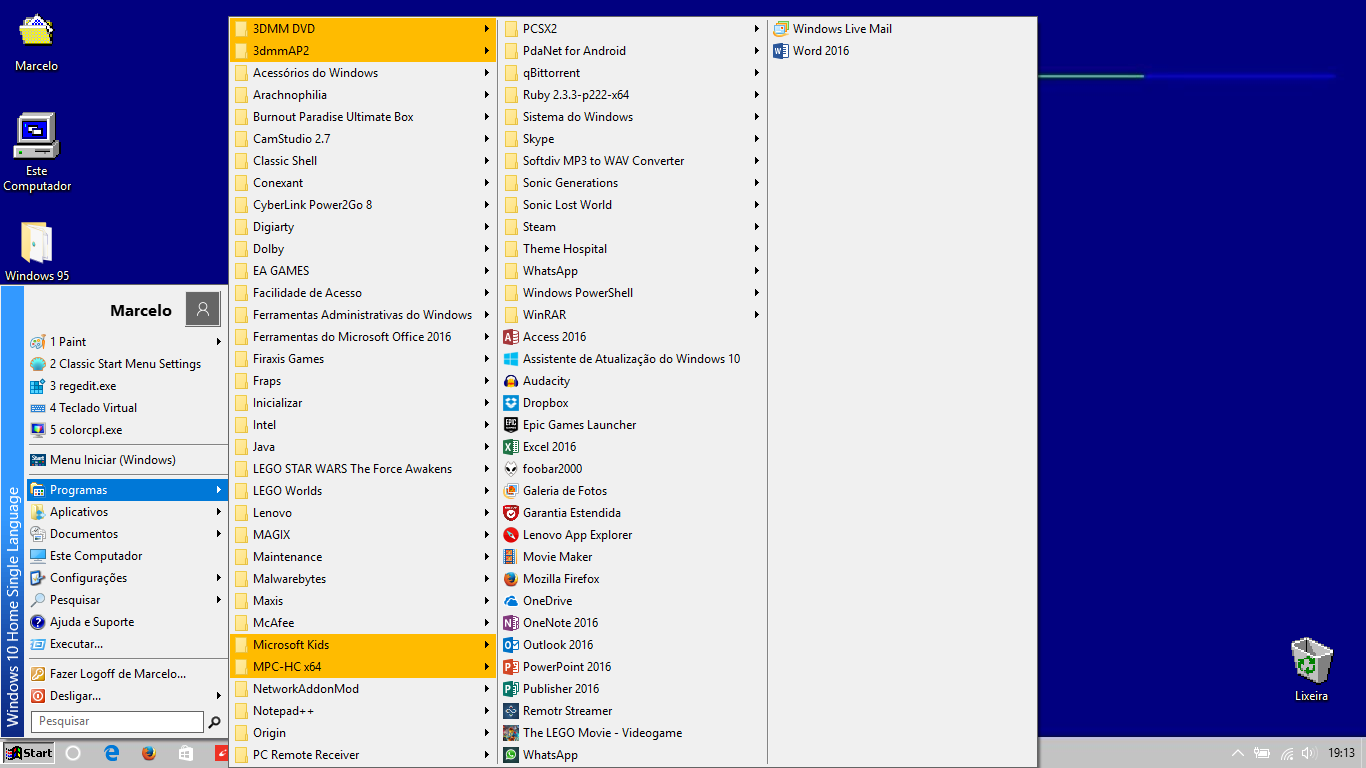 Marcelo
Este
Computador
Windows 95
Marcelo
1 Paint
2 Classic Start Menu Settings
3 regedit.exe
4 Teclado Virtual
5 colorcpl.exe
Menu Iniciar (Windows)
Programas
Aplicativos
Documentos
Este Computador
Configurações
Pesquisar
Ajuda e Suporte
Executar...
Fazer Logoff de Marcelo...
Desligar...
Pesquisar
Windows 10 Home Single Language
3DMM DVD
3dmmAP2
Acessórios do Windows
Arachnophilia
Burnout Paradise Ultimate Box
CamStudio 2.7
Classic Shell
Conexant
CyberLink Power2Go 8
Digiarty
Dolby
EA GAMES
Facilidade de Acesso
Ferramentas Administrativas do Windows
Ferramentas do Microsoft Office 2016
Firaxis Games
Fraps
Inicializar
Intel
Java
LEGO STAR WARS The Force Awakens
LEGO Worlds
Lenovo
MAGIX
Maintenance
Malwarebytes
Maxis
McAfee
Microsoft Kids
MPC-HC x64
NetworkAddonMod
Notepad++
Origin
PC Remote Receiver
PCSX2
PdaNet for Android
qBittorrent
Ruby 2.3.3-p222-x64
Sistema do Windows
Skype
Softdiv MP3 to WAV Converter
Sonic Generations
Sonic Lost World
Steam
Theme Hospital
WhatsApp
Windows PowerShell
WinRAR
Access 2016
Assistente de Atualização do Windows 10
Audacity
Dropbox
Epic Games Launcher
Excel 2016
foobar2000
Galeria de Fotos
Garantia Estendida
Lenovo App Explorer
Movie Maker
Mozilla Firefox
OneDrive
OneNote 2016
Outlook 2016
PowerPoint 2016
Publisher 2016
Remotr Streamer
The LEGO Movie - Videogame
WhatsApp
Windows Live Mail
Word 2016
Lixeira
Start
19:13